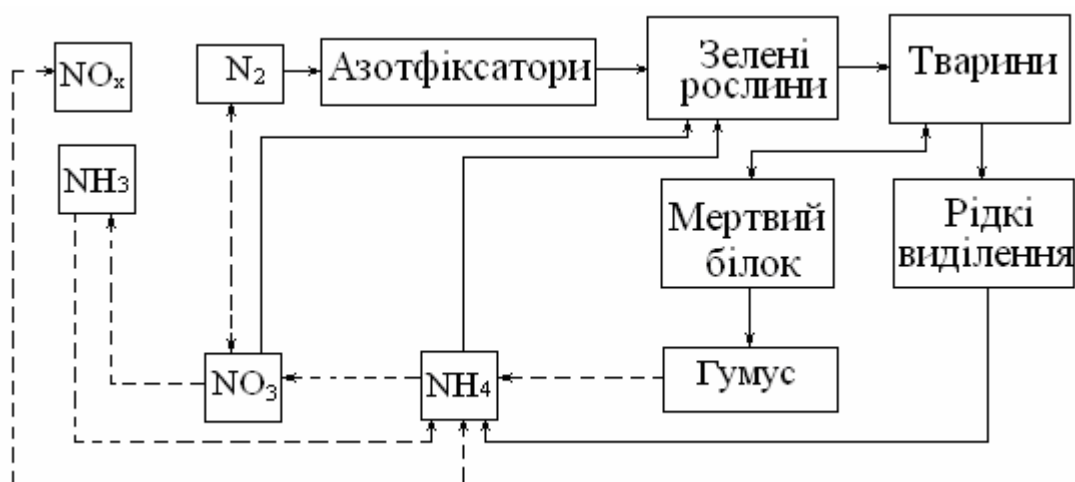 NOₓ
N₂
Азотфіксатори
Зелені
рослини
Тварини
NH₃
Мертвий
білок
Рідкі
виділення
NO₃
NH₄
Гумус